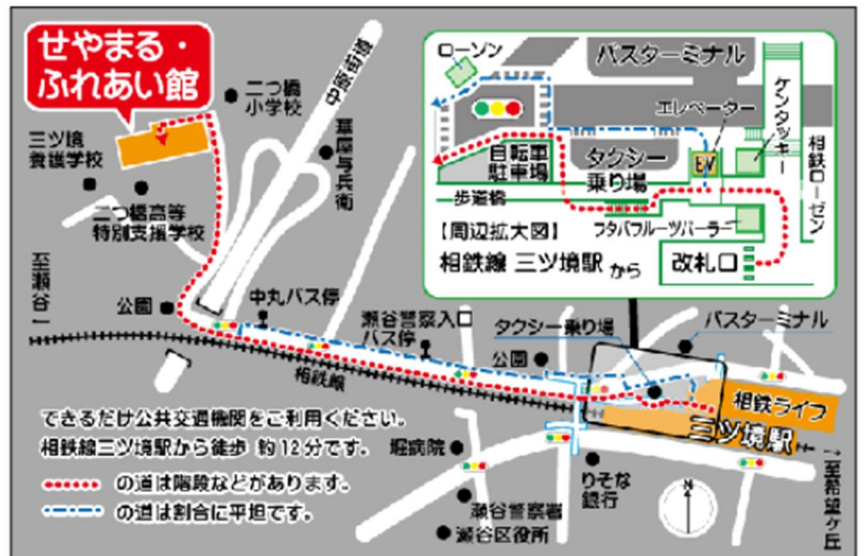 せやまる・
ふれあい館
二つ橋
小学校
中原街道
華屋与兵衛
三ツ境
養護学校
二つ橋高等
特別支援学校
至瀬谷
公園
中丸バス停
瀬谷警察入口
バス停
相鉄線
公園
タクシー乗り場
バスターミナル
相鉄ライフ
三ツ境駅
至希望ヶ丘
堀病院
りそな
銀行
瀬谷警察署
瀬谷区役所
N
できるだけ公共交通機関をご利用ください。
相鉄線三ツ境駅から徒歩 約12分です。
の道は階段などがあります。
の道は割合に平坦です。
ローソン
バスターミナル
エレベーター
ケンタッキー
相鉄ローゼン
自転車
駐車場
タクシー
乗り場
EV
歩道橋
フタバフルーツパーラー
【周辺拡大図】
相鉄線 三ツ境駅 から
改札口